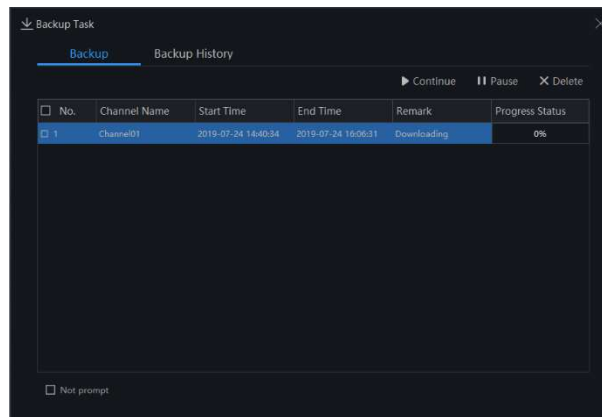 Backup Task
Backup Backup History
Continue Pause Delete
No. Channel Name Start Time End Time Remark Progress Status
1 Channel01 2019-07-24 14:40:34 2019-07-24 16:06:31 Downloading 0%
Not prompt